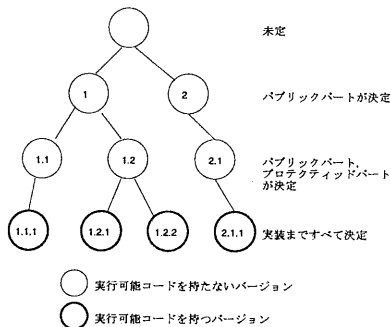 未定
1
2
パブリックパートが決定
1.1
1.2
2.1
パブリックパート,
プロテクティッドパート
が決定
1.1.1
1.2.1
1.2.2
2.1.1
実装まですべて決定
実行可能コードを持たないバージョン
実行可能コードを持つバージョン